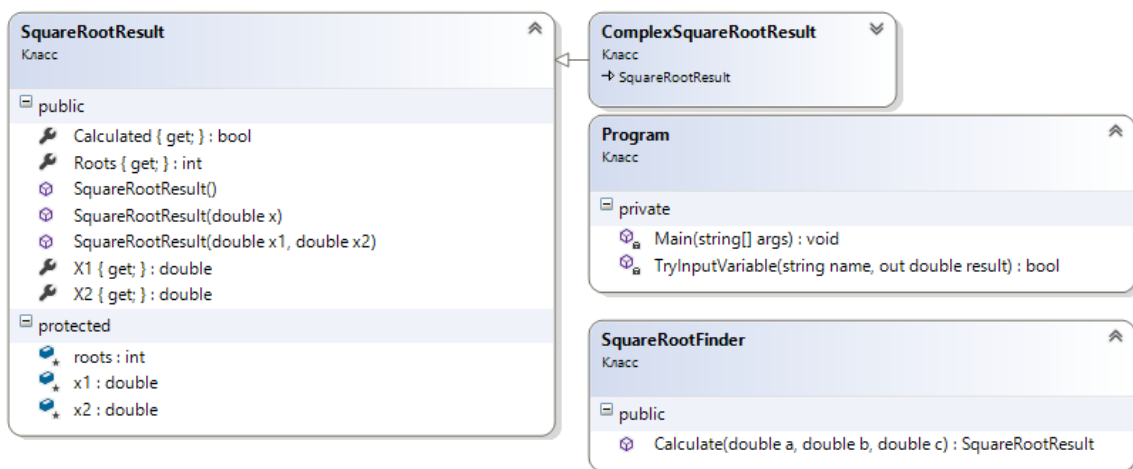 SquareRootResult
Класс
public
Calculated { get; } : bool
Roots { get; } : int
SquareRootResult()
SquareRootResult(double x)
SquareRootResult(double x1, double x2)
X1 { get; } : double
X2 { get; } : double
protected
roots : int
x1 : double
x2 : double
ComplexSquareRootResult
Класс
SquareRootResult
Program
Класс
private
Main(string[] args) : void
TryInputVariable(string name, out double result) : bool
SquareRootFinder
Класс
public
Calculate(double a, double b, double c) : SquareRootResult